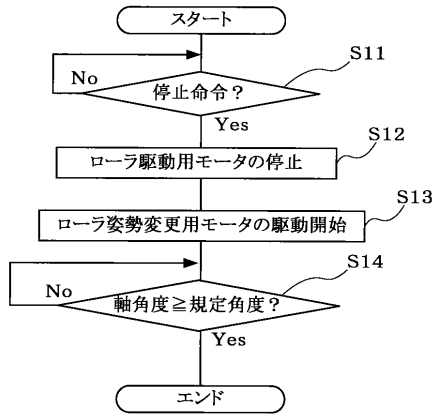 スタート
S11
No
停止命令？
Yes
S12
ローラ駆動用モータの停止
S13
ローラ姿勢変更用モータの駆動開始
S14
No
軸角度≧規定角度？
Yes
エンド